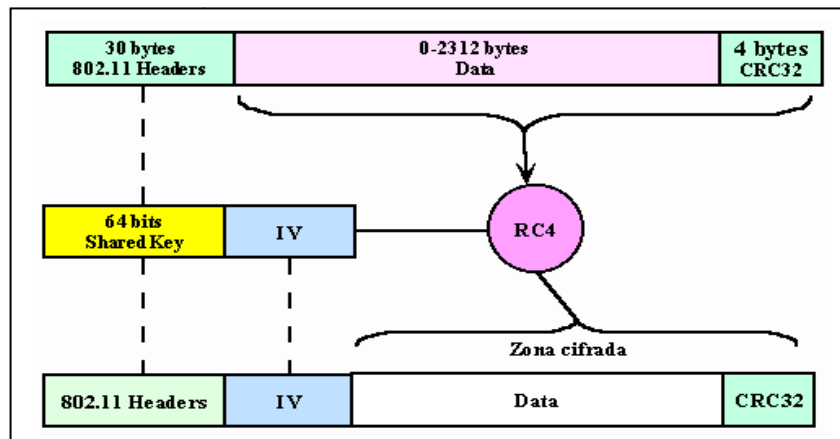 30 bytes
802.11 Headers
0-2312 bytes
Data
4 bytes
CRC32
64 bits
Shared Key
IV
RC4
Zona cifrada
802.11 Headers
IV
Data
CRC32